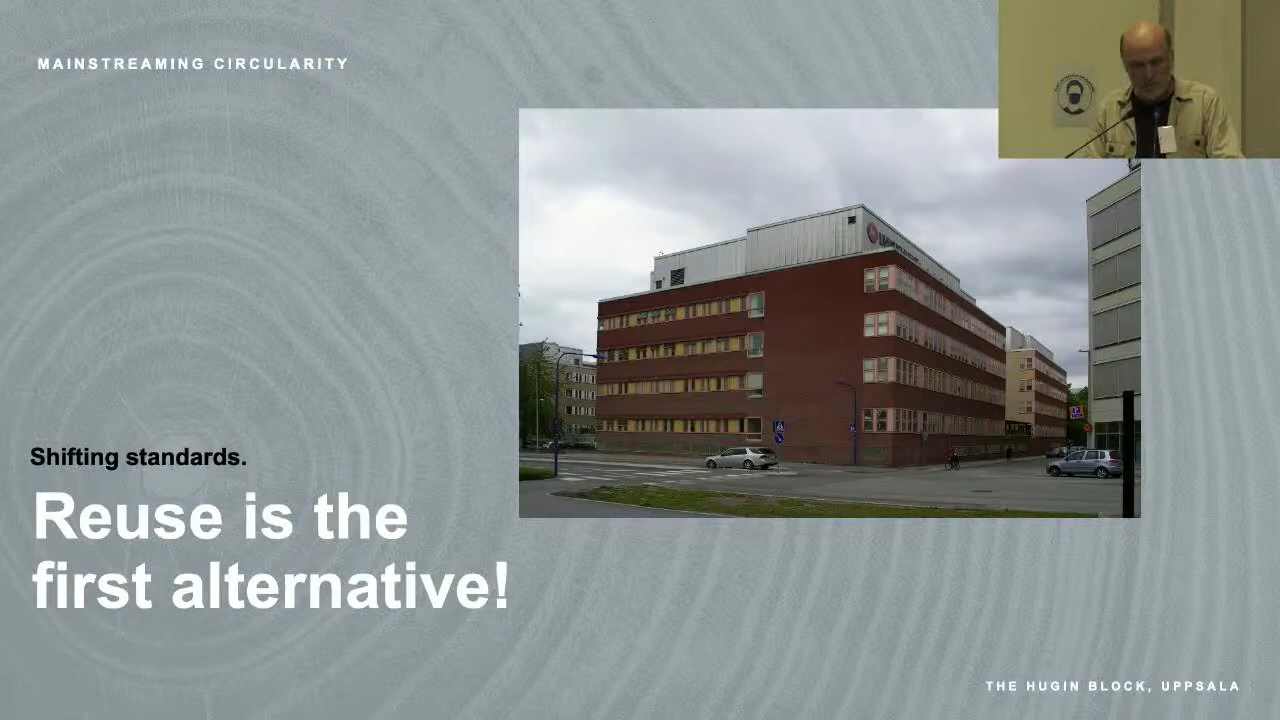 MAINSTREAMING CIRCULARITY
Shifting standards.
Reuse is the
first alternative!
THE HUGIN BLOCK, UPPSALA